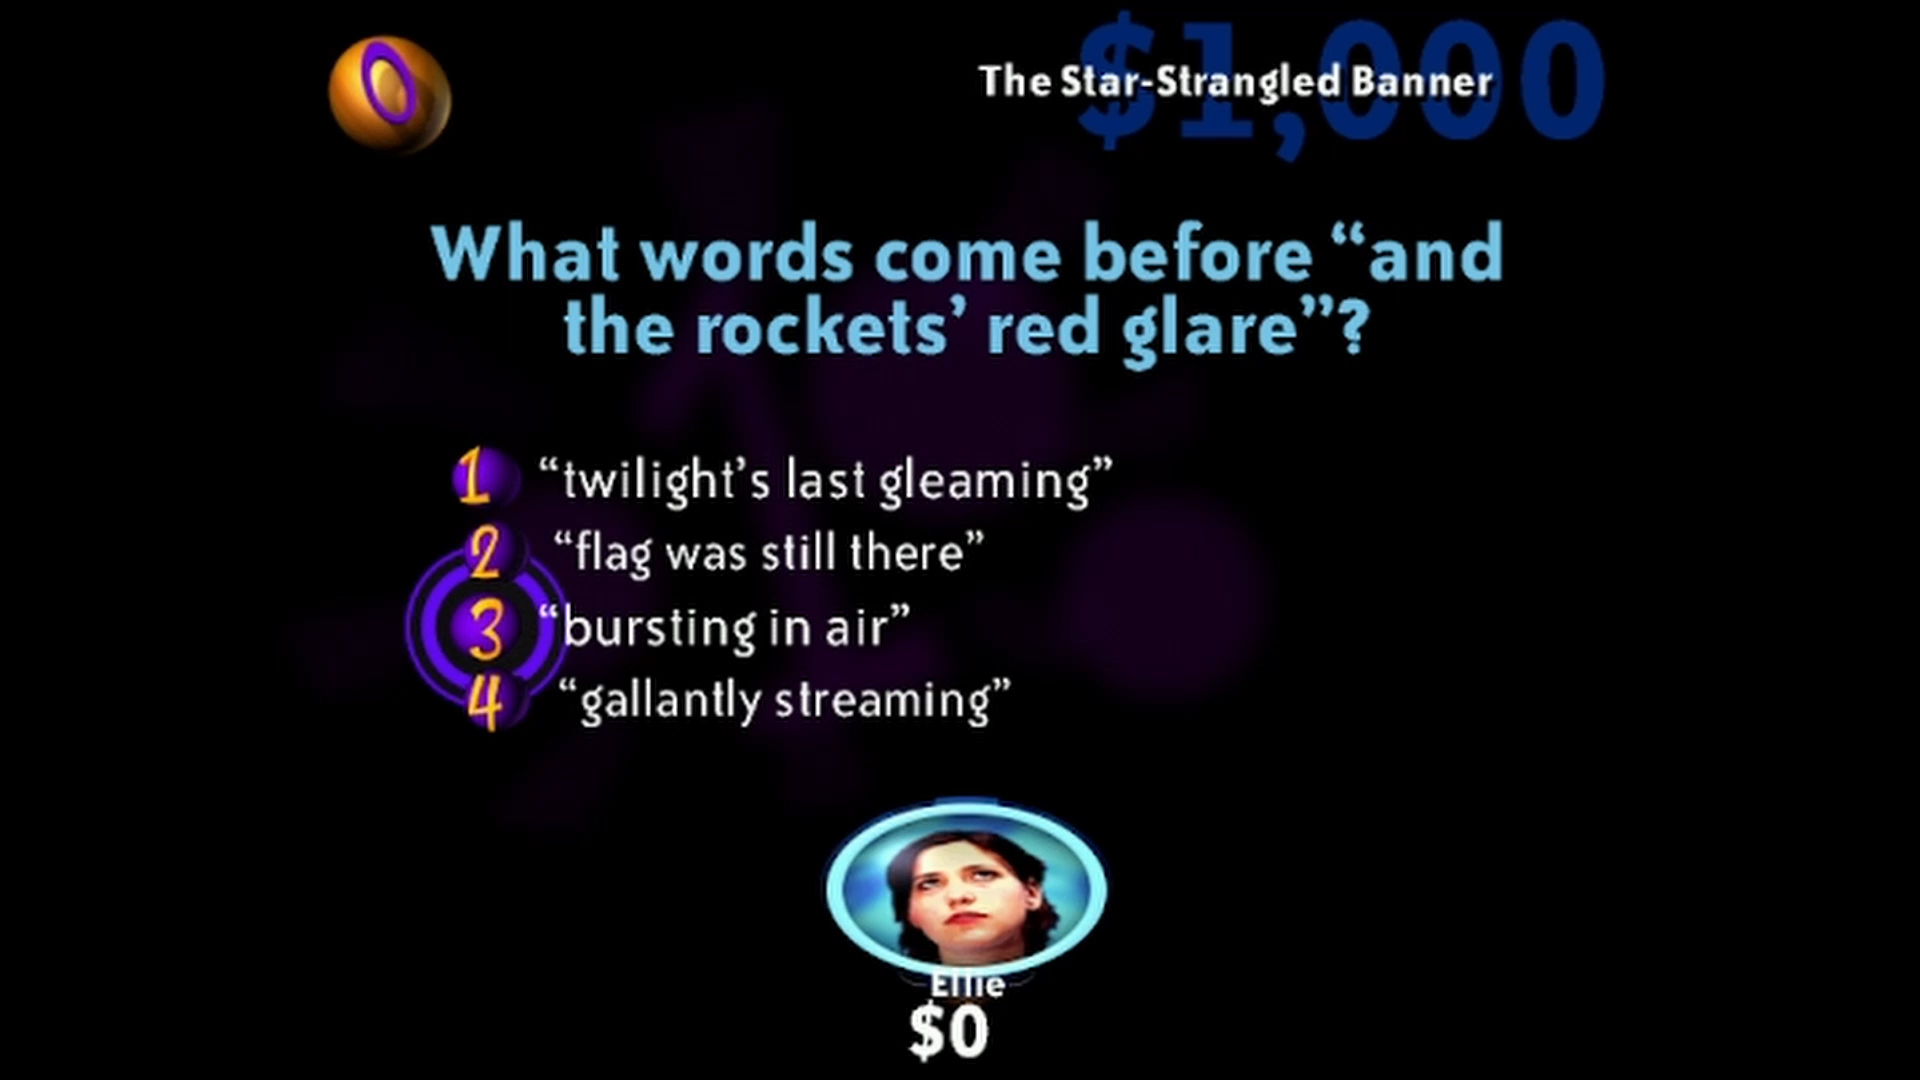 0
$1,000
The Star-Strangled Banner
What words come before “and
the rockets’ red glare”?
1 “twilight’s last gleaming”
2 “flag was still there”
3 “bursting in air”
4 “gallantly streaming”
Ellie
$0